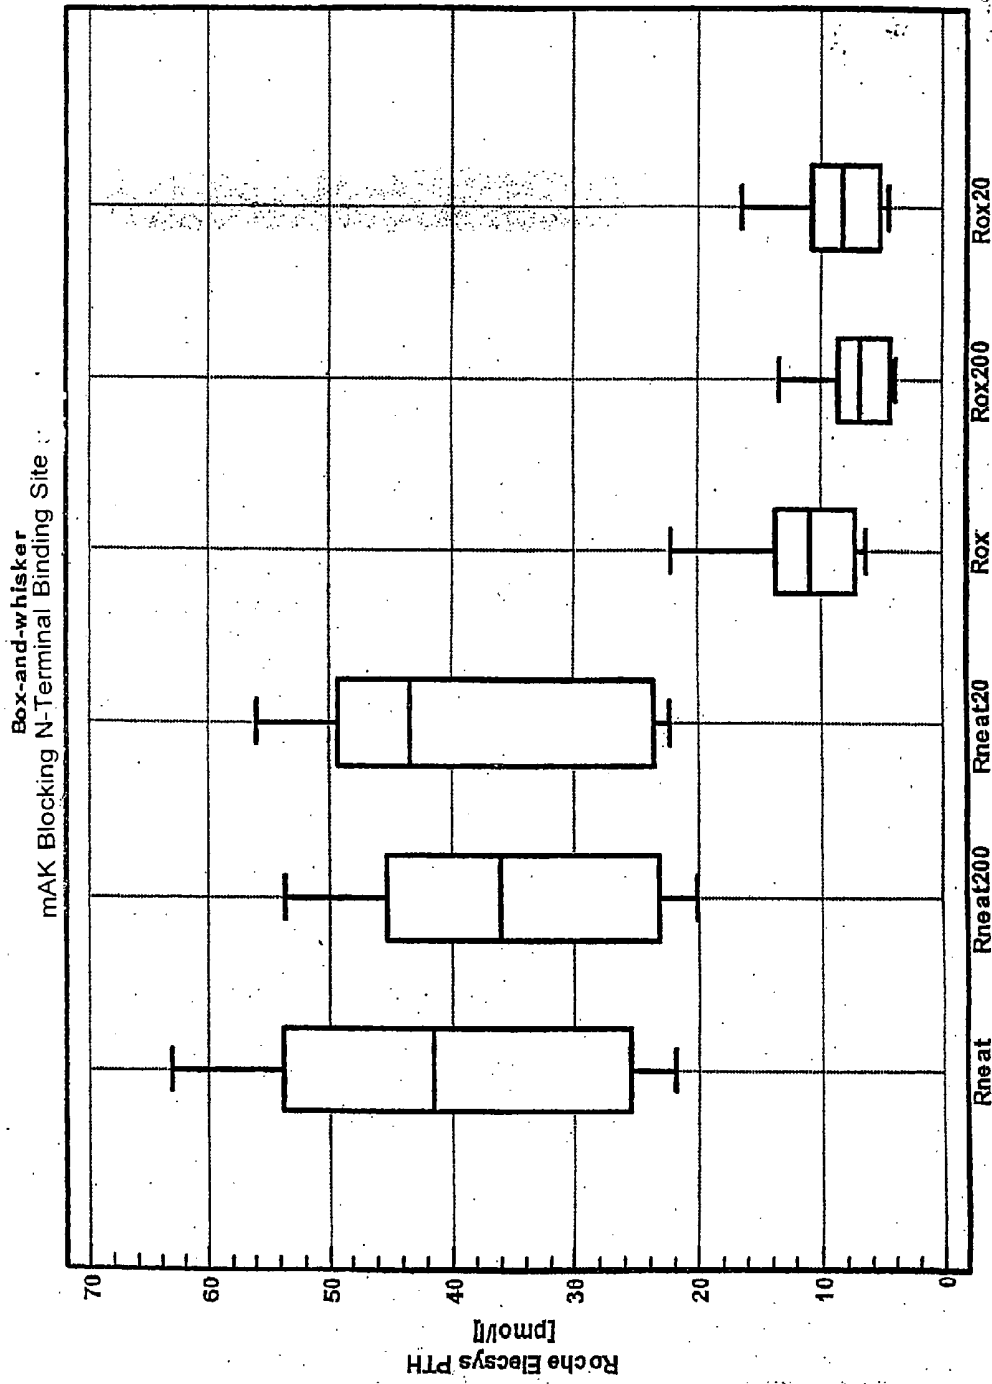 Box-and-whisker
mAK Blocking N-Terminal Binding Site
Roche Elecsys PTH
[pmol/l]
70
60
50
40
30
20
10
0
Rneat
Rneat200
Rneat20
Rox
Rox200
Rox20